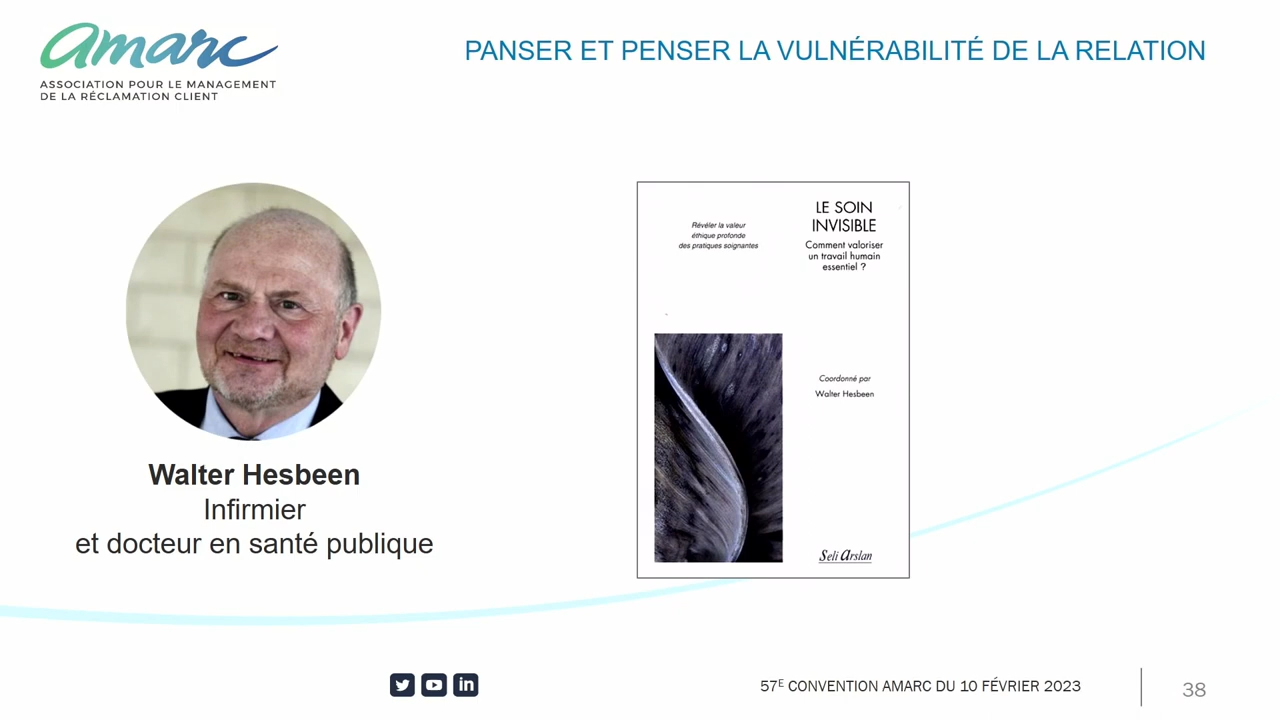 amarc
ASSOCIATION POUR LE MANAGEMENT
DE LA RÉCLAMATION CLIENT
PANSER ET PENSER LA VULNÉRABILITÉ DE LA RELATION
Walter Hesbeen
Infirmier
et docteur en santé publique
Révéler la valeur
éthique profonde
des pratiques soignantes
LE SOIN
INVISIBLE
Comment valoriser
un travail humain
essentiel ?
Coordonné par
Walter Hesbeen
Seli Arslan
in
57E CONVENTION AMARC DU 10 FÉVRIER 2023
38